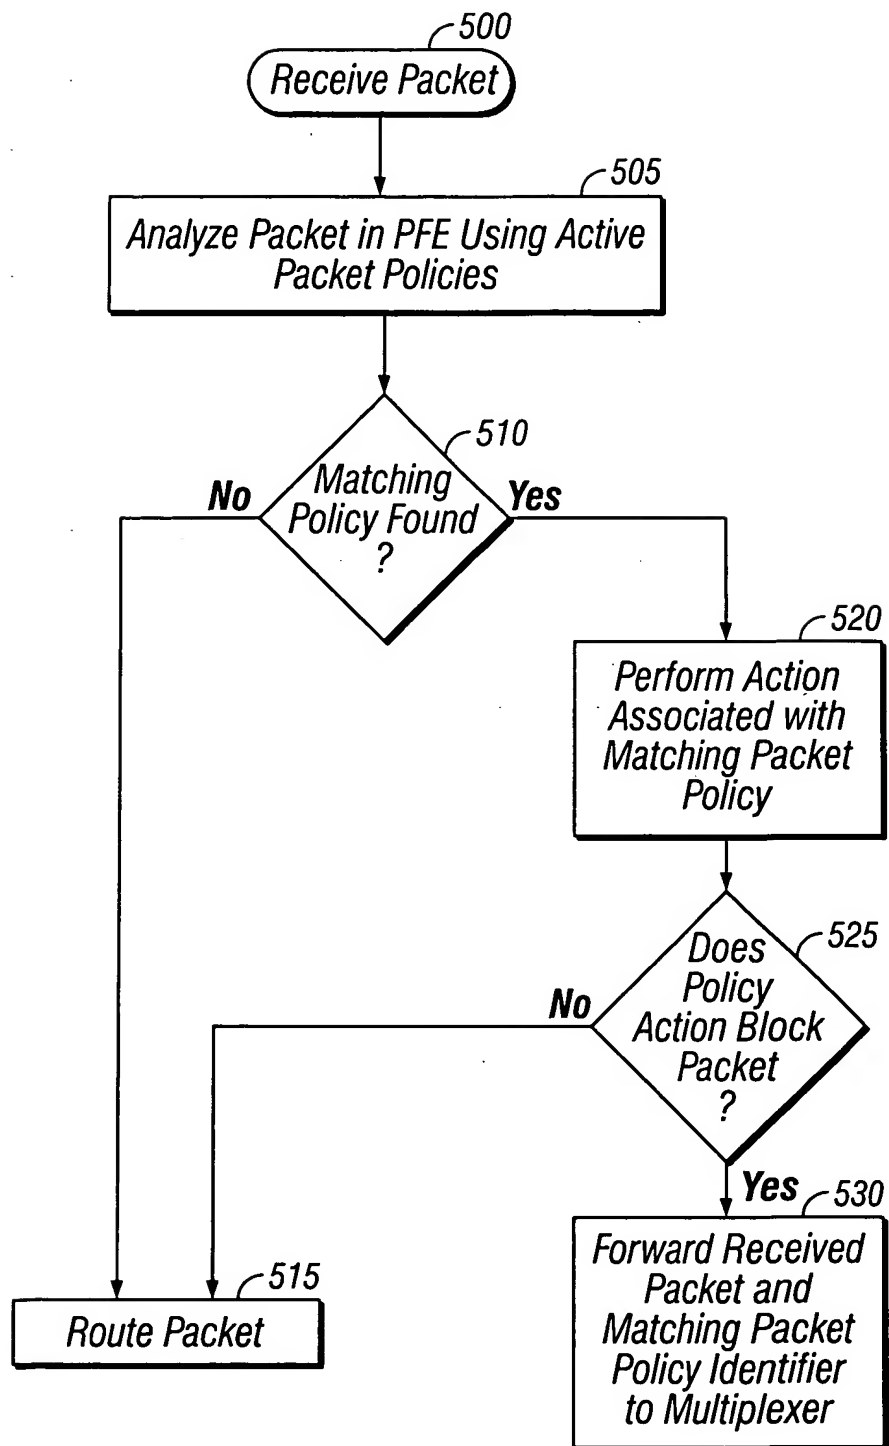 500
Receive Packet
505
Analyze Packet in PFE Using Active
Packet Policies
510
Matching
Policy Found
?
No
Yes
520
Perform Action
Associated with
Matching Packet
Policy
525
Does
Policy
Action Block
Packet
?
No
Yes
530
Forward Received
Packet and
Matching Packet
Policy Identifier
to Multiplexer
515
Route Packet